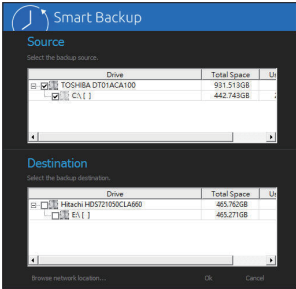 Smart Backup
Source
Select the backup source.
Drive Total Space
TOSHIBA DT01ACA100 931.513GB
C:\ [ ] 442.743GB
Destination
Select the backup destination.
Drive Total Space
Hitachi HDS721050CLA660 465.762GB
E:\ [ ] 465.271GB
Browse network location.... Ok Cancel